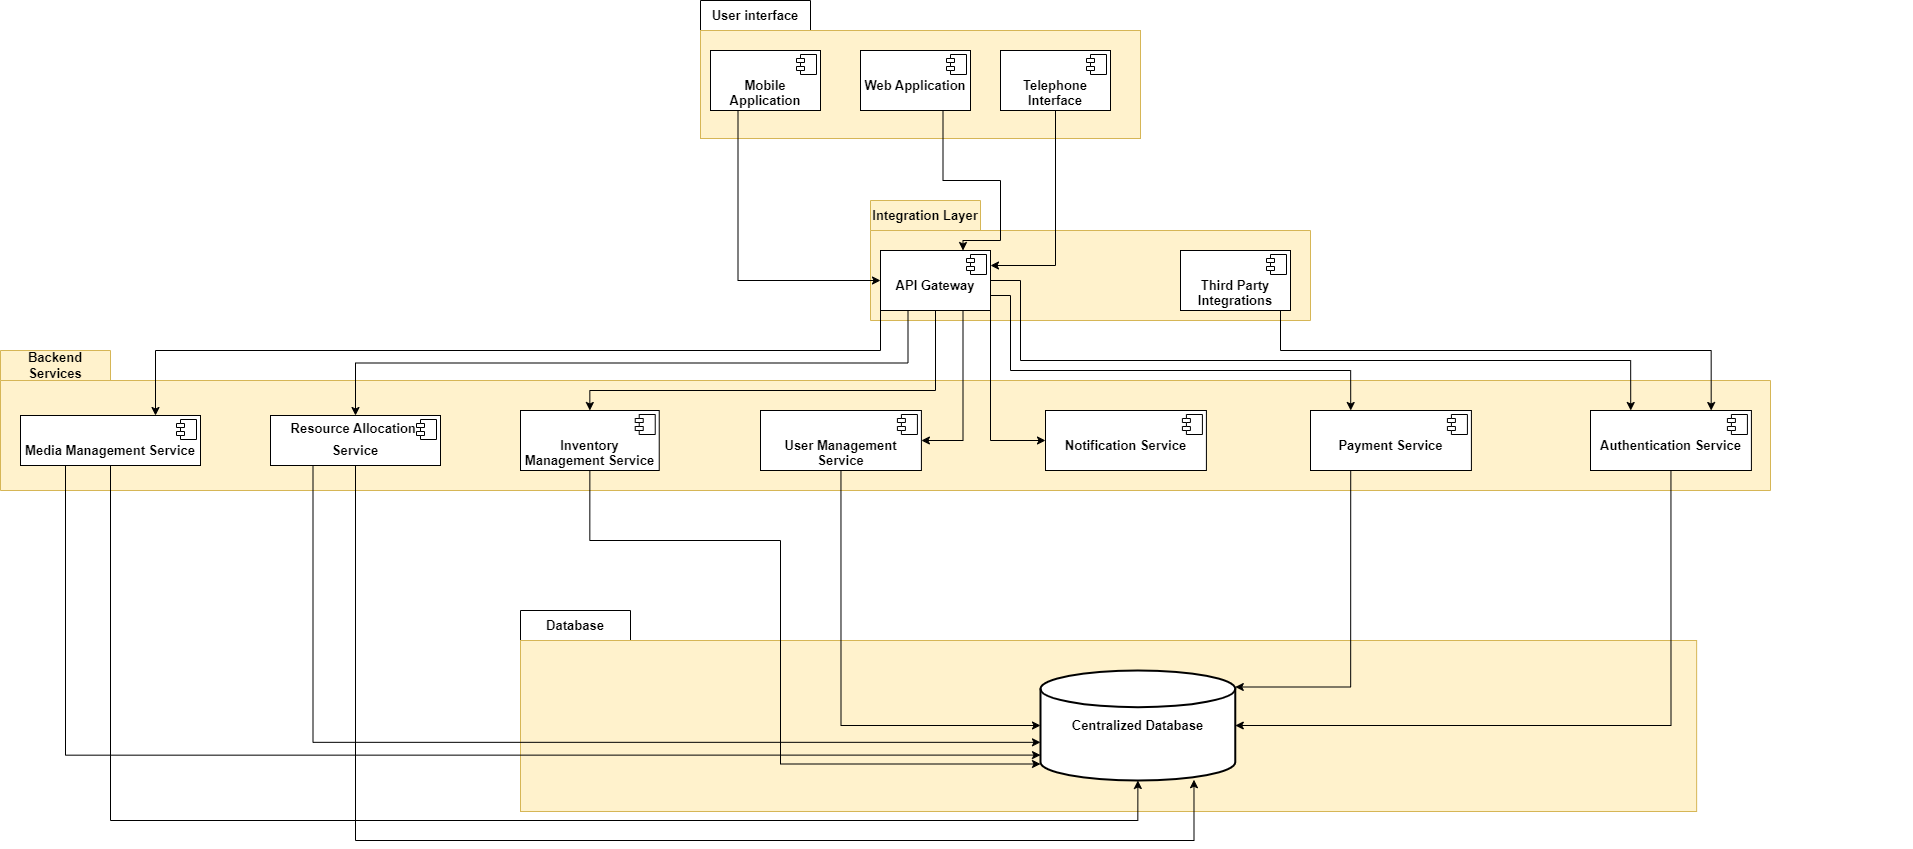 User interface
Mobile
Application
Web Application
Telephone
Interface
Integration Layer
API Gateway
Third Party
Integrations
Backend
Services
Media Management Service
Resource Allocation
Service
Inventory
Management Service
User Management
Service
Notification Service
Payment Service
Authentication Service
Database
Centralized Database